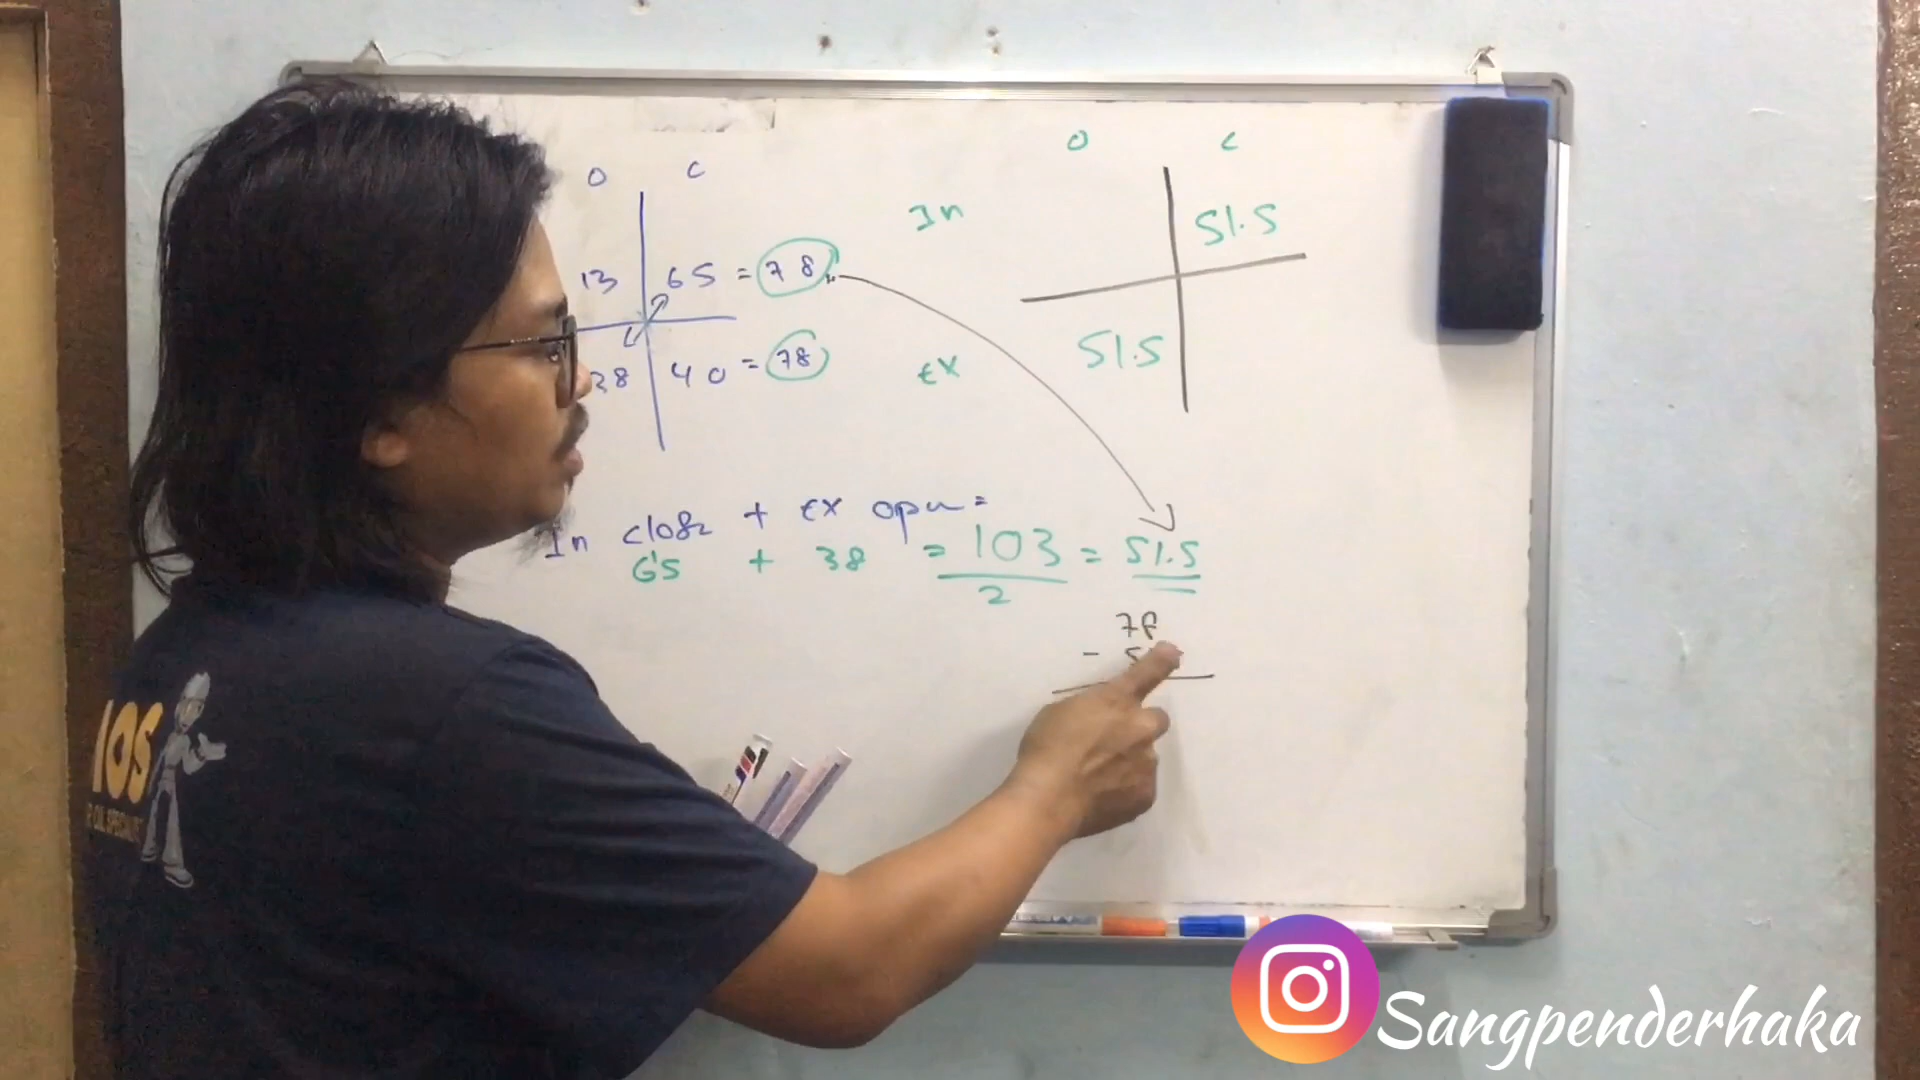 O C
13 65 = 78
38 40 = 78
O C
In 51.5
EX 51.5
In close + EX open =
65 + 38 = 103 = 51.5
2
78
-
IOS
Sangpenderhaka